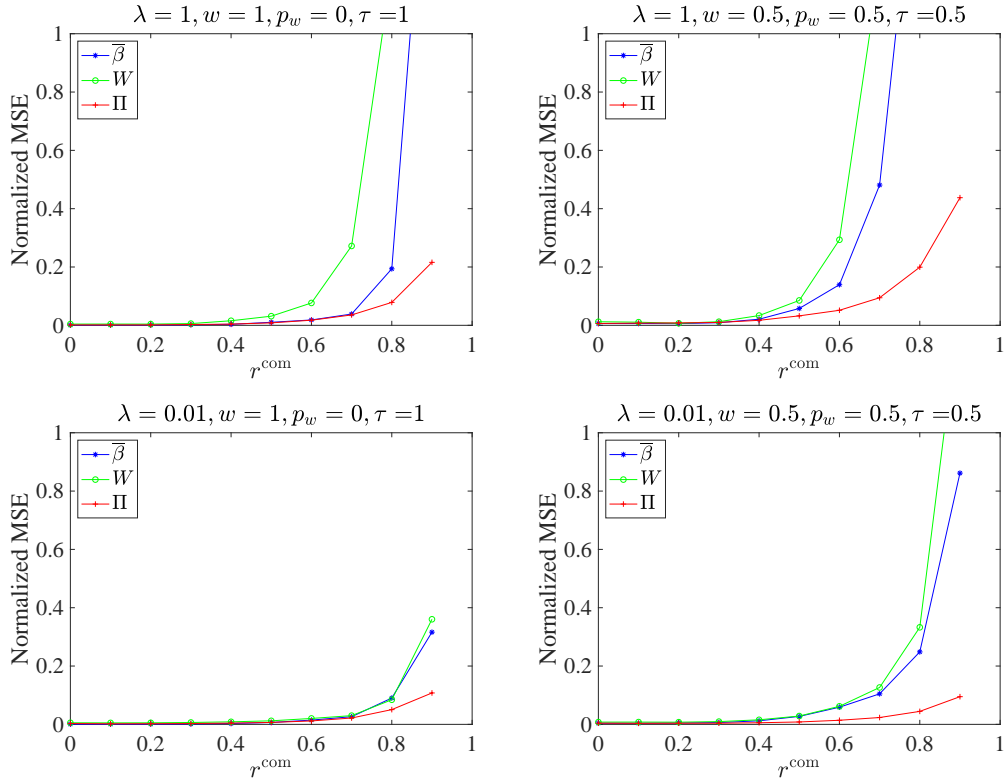 λ = 1, w = 1, p_w = 0, τ =1
Normalized MSE
1
0.8
0.6
0.4
0.2
0
β̅
W
Π
0 0.2 0.4 0.6 0.8 1
r^com
λ = 1, w = 0.5, p_w = 0.5, τ =0.5
Normalized MSE
1
0.8
0.6
0.4
0.2
0
β̅
W
Π
0 0.2 0.4 0.6 0.8 1
r^com
λ = 0.01, w = 1, p_w = 0, τ =1
Normalized MSE
1
0.8
0.6
0.4
0.2
0
β̅
W
Π
0 0.2 0.4 0.6 0.8 1
r^com
λ = 0.01, w = 0.5, p_w = 0.5, τ =0.5
Normalized MSE
1
0.8
0.6
0.4
0.2
0
β̅
W
Π
0 0.2 0.4 0.6 0.8 1
r^com